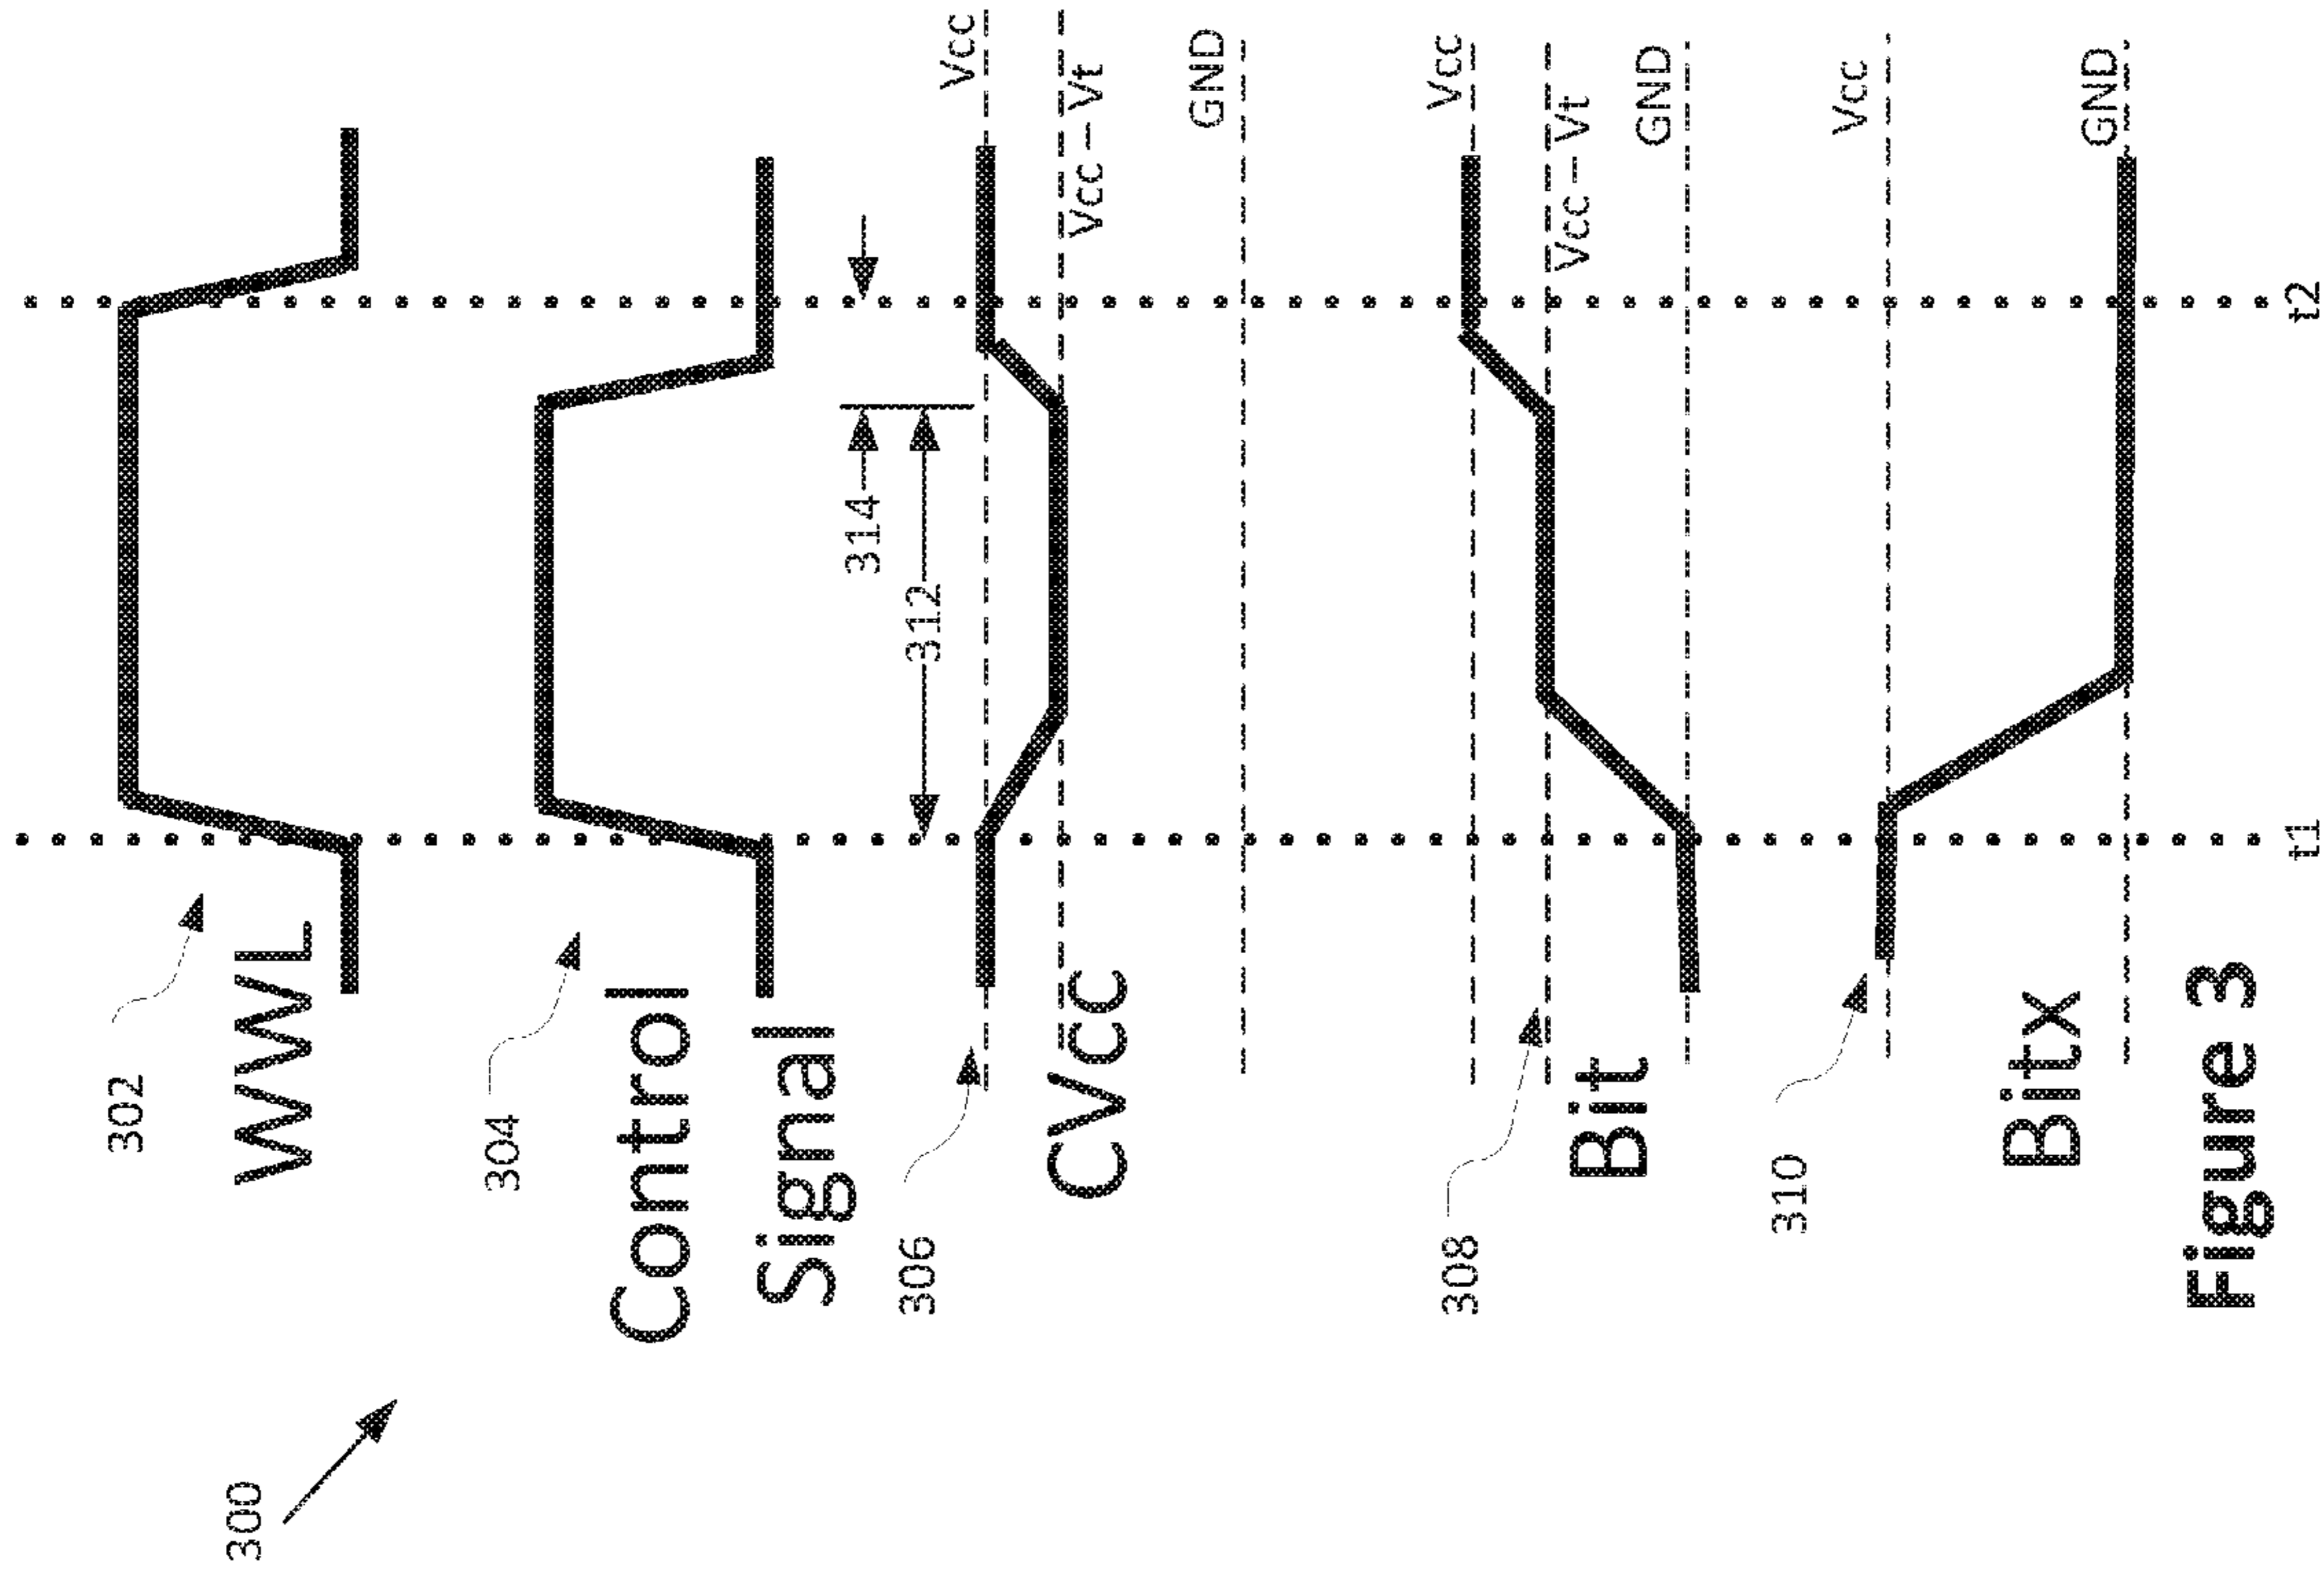 300
302
WWL
304
Control
Signal
314
312
306
CVcc
Vcc
Vcc – Vt
GND
308
Bit
Vcc
Vcc – Vt
GND
310
Bitx
Vcc
GND
Figure 3
t1
t2